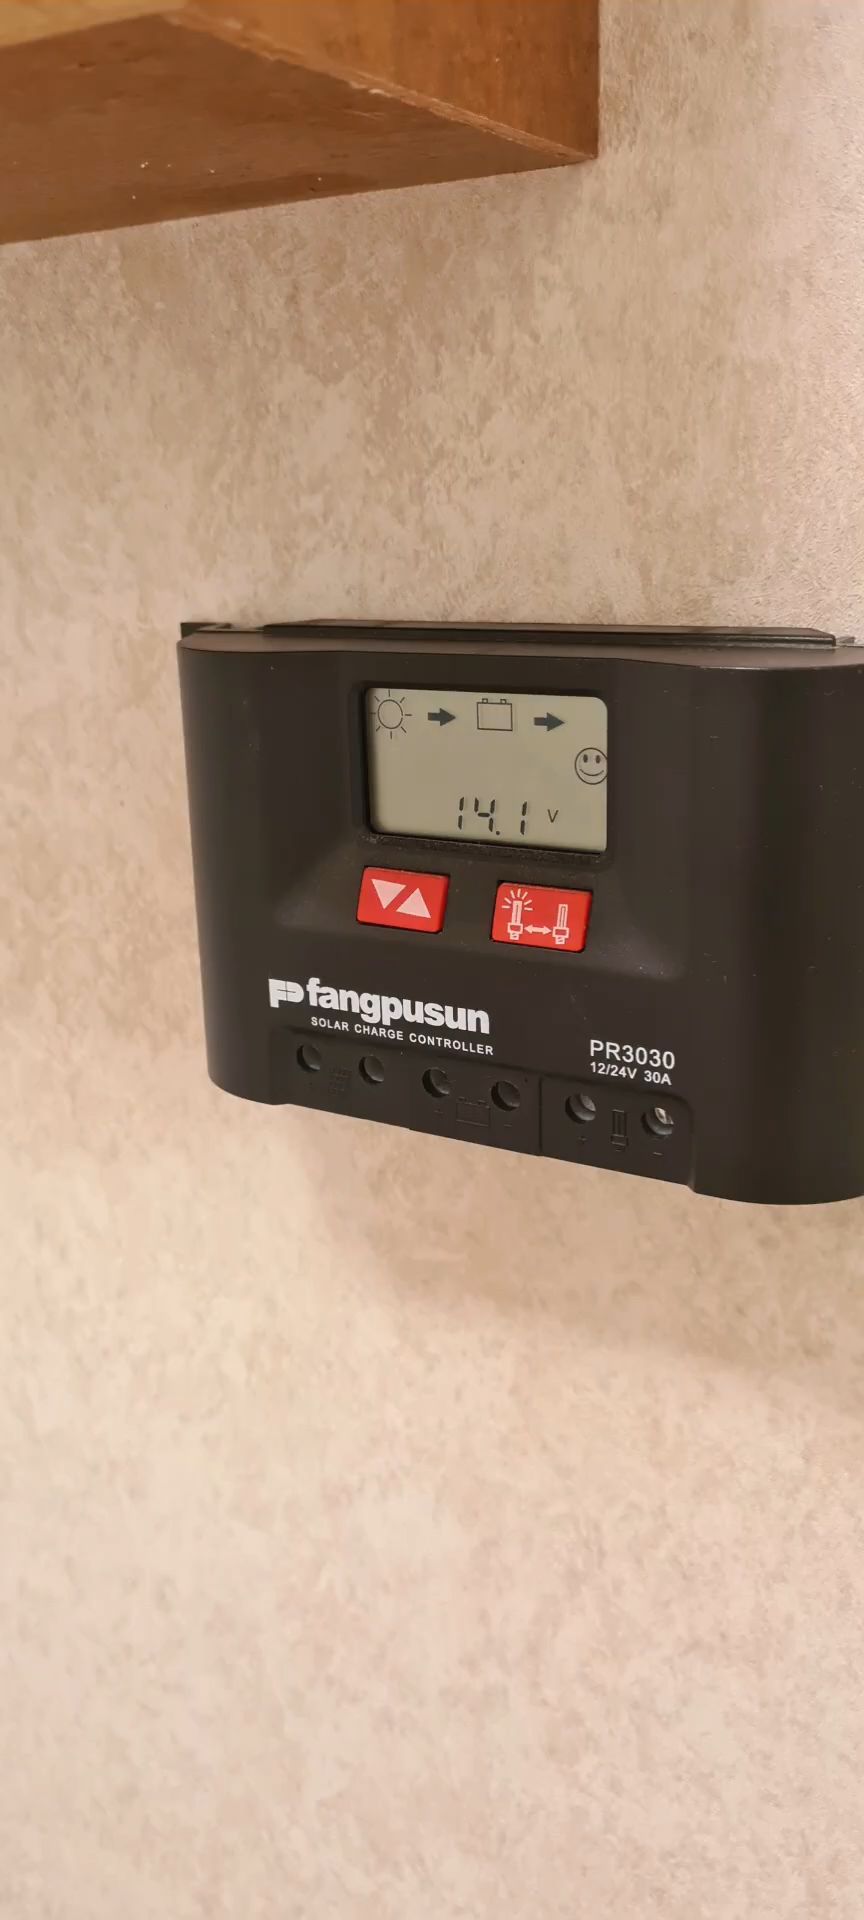 14.1 V
fangpusun
SOLAR CHARGE CONTROLLER
PR3030
12/24V 30A